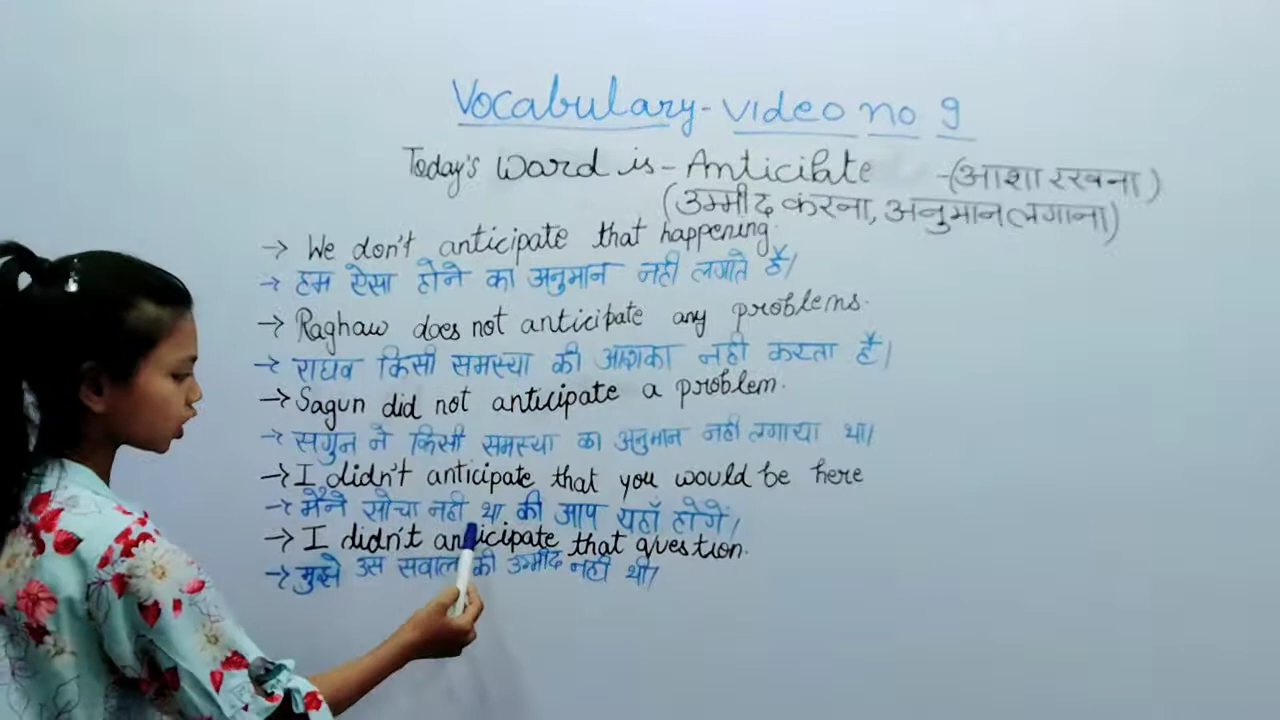 Vocabulary - Video no 9
Today's Word is - Anticipate - (आशा रखना)
(उम्मीद करना, अनुमान लगाना)
→ We don't anticipate that happening.
→ हम ऐसा होने का अनुमान नही लगाते है।
→ Raghaw does not anticipate any problems.
→ राघव किसी समस्या की आशंका नही करता है।
→ Sagun did not anticipate a problem.
→ सगुन ने किसी समस्या का अनुमान नही लगाया था।
→ I didn't anticipate that you would be here
→ मैने सोचा नही था की आप यहाँ होगें।
→ I didn't anticipate that question.
→ मुझे उस सवाल की उम्मीद नही थी।